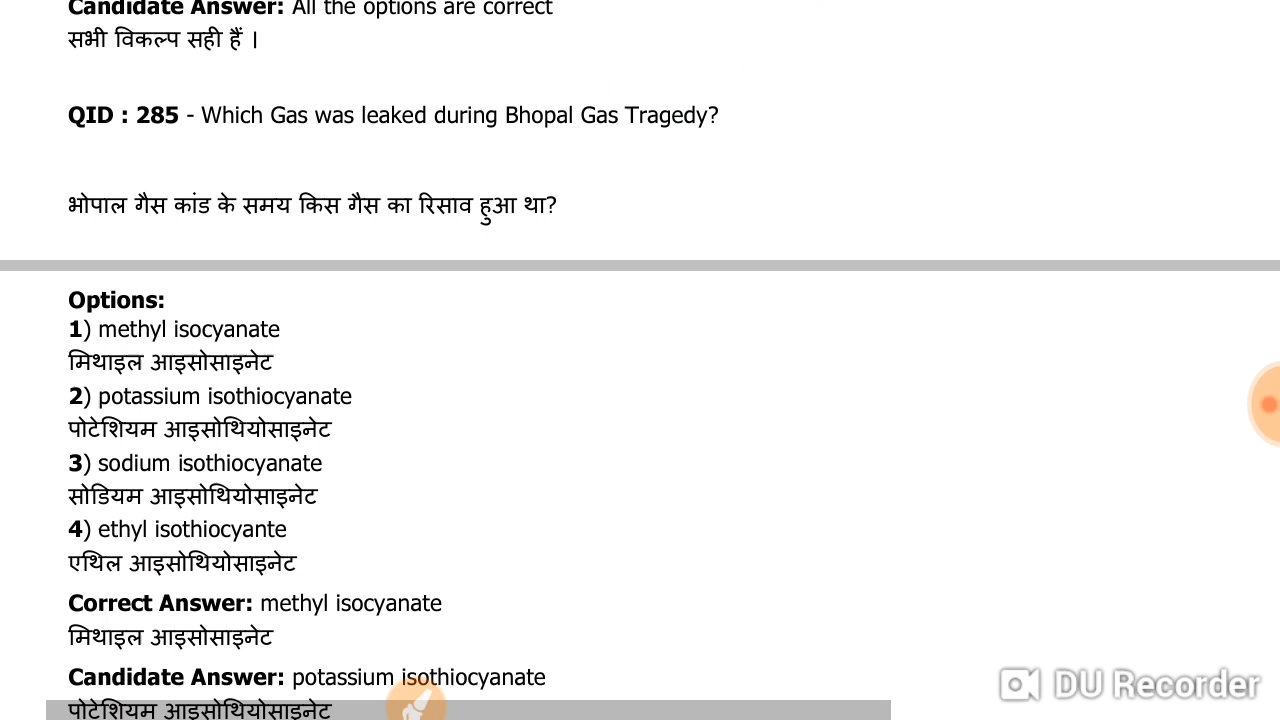 Candidate Answer: All the options are correct
सभी विकल्प सही हैं ।
QID : 285 - Which Gas was leaked during Bhopal Gas Tragedy?
भोपाल गैस कांड के समय किस गैस का रिसाव हुआ था?
Options:
1) methyl isocyanate
मिथाइल आइसोसाइनेट
2) potassium isothiocyanate
पोटेशियम आइसोथियोसाइनेट
3) sodium isothiocyanate
सोडियम आइसोथियोसाइनेट
4) ethyl isothiocyante
एथिल आइसोथियोसाइनेट
Correct Answer: methyl isocyanate
मिथाइल आइसोसाइनेट
Candidate Answer: potassium isothiocyanate
पोटेशियम आइसोथियोसाइनेट
DU Recorder